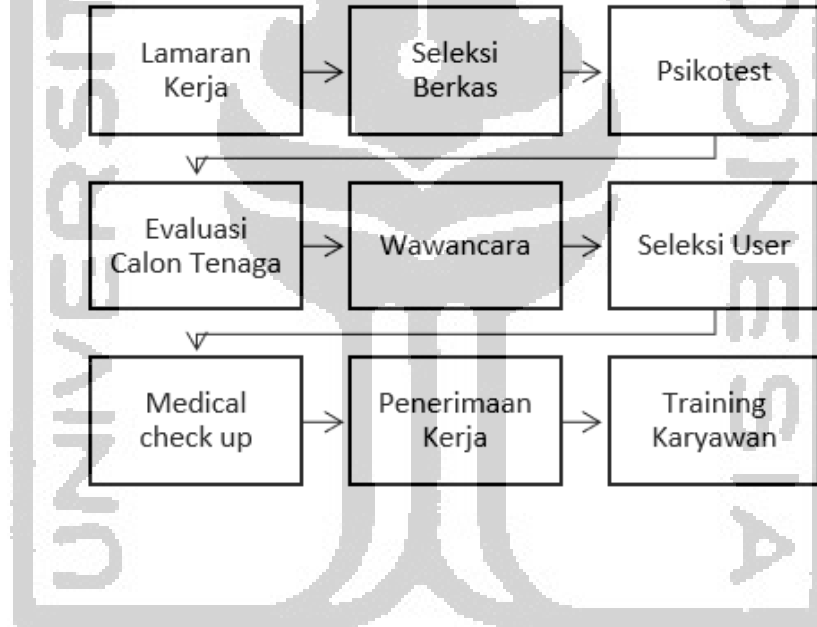 Lamaran
Kerja
Seleksi
Berkas
Psikotest
Evaluasi
Calon Tenaga
Wawancara
Seleksi User
Medical
check up
Penerimaan
Kerja
Training
Karyawan